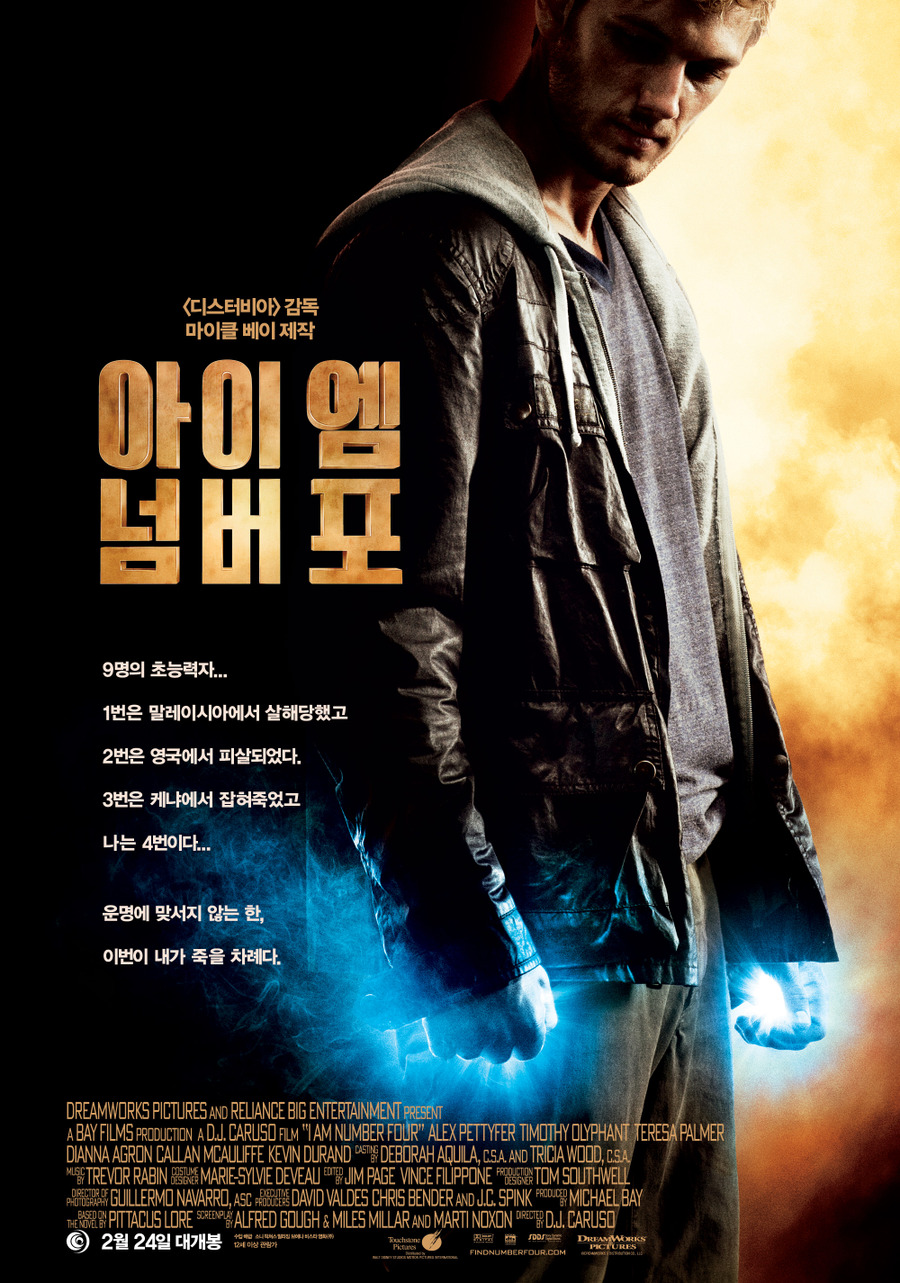 〈디스터비아〉 감독
마이클 베이 제작
아이 엠
넘버 포
9명의 초능력자...
1번은 말레이시아에서 살해당했고
2번은 영국에서 피살되었다.
3번은 케냐에서 잡혀죽었고
나는 4번이다...
운명에 맞서지 않는 한,
이번이 내가 죽을 차례다.
DREAMWORKS PICTURES AND RELIANCE BIG ENTERTAINMENT PRESENT
A BAY FILMS PRODUCTION A D.J. CARUSO FILM "I AM NUMBER FOUR" ALEX PETTYFER TIMOTHY OLYPHANT TERESA PALMER
DIANNA AGRON CALLAN MCAULIFFE KEVIN DURAND CASTING BY DEBORAH AQUILA, C.S.A. AND TRICIA WOOD, C.S.A.
MUSIC BY TREVOR RABIN COSTUME DESIGNER MARIE-SYLVIE DEVEAU EDITED BY JIM PAGE VINCE FILIPPONE PRODUCTION DESIGNER TOM SOUTHWELL
DIRECTOR OF PHOTOGRAPHY GUILLERMO NAVARRO, ASC EXECUTIVE PRODUCERS DAVID VALDES CHRIS BENDER AND J.C. SPINK PRODUCED BY MICHAEL BAY
BASED ON THE NOVEL BY PITTACUS LORE SCREENPLAY BY ALFRED GOUGH & MILES MILLAR AND MARTI NOXON DIRECTED BY D.J. CARUSO
2월 24일 대개봉
12세 이상 관람가
Touchstone Pictures
FINDNUMBERFOUR.COM
DREAMWORKS PICTURES